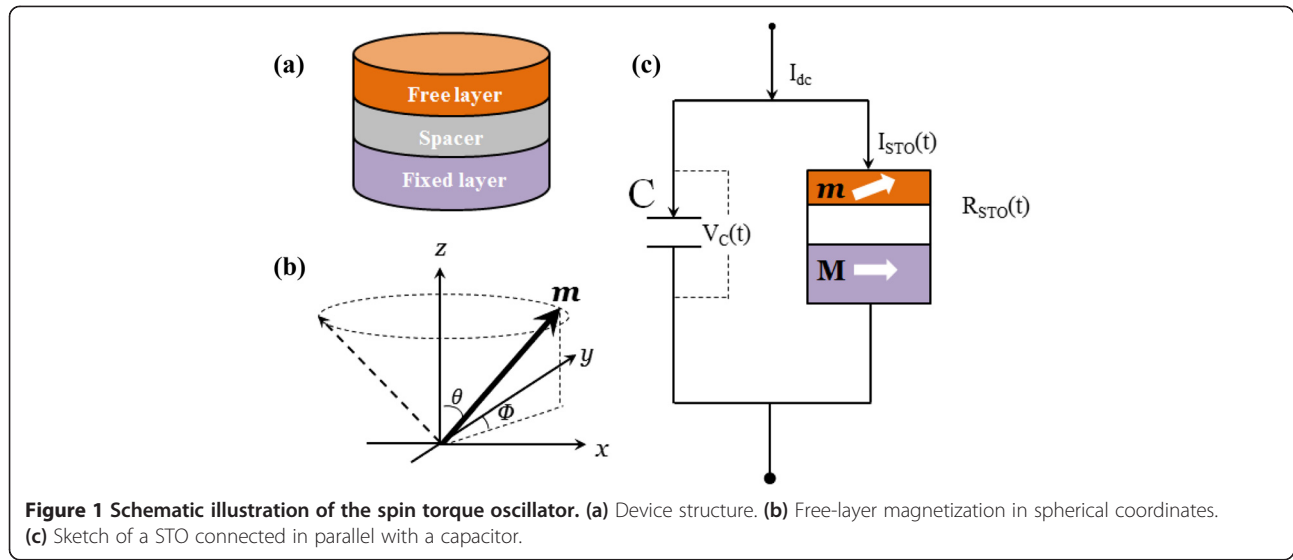 (a)
Free layer
Spacer
Fixed layer
(b)
z
m
y
θ
Φ
x
(c)
I_dc
I_STO(t)
C
V_C(t)
m
R_STO(t)
M
Figure 1 Schematic illustration of the spin torque oscillator. (a) Device structure. (b) Free-layer magnetization in spherical coordinates.
(c) Sketch of a STO connected in parallel with a capacitor.